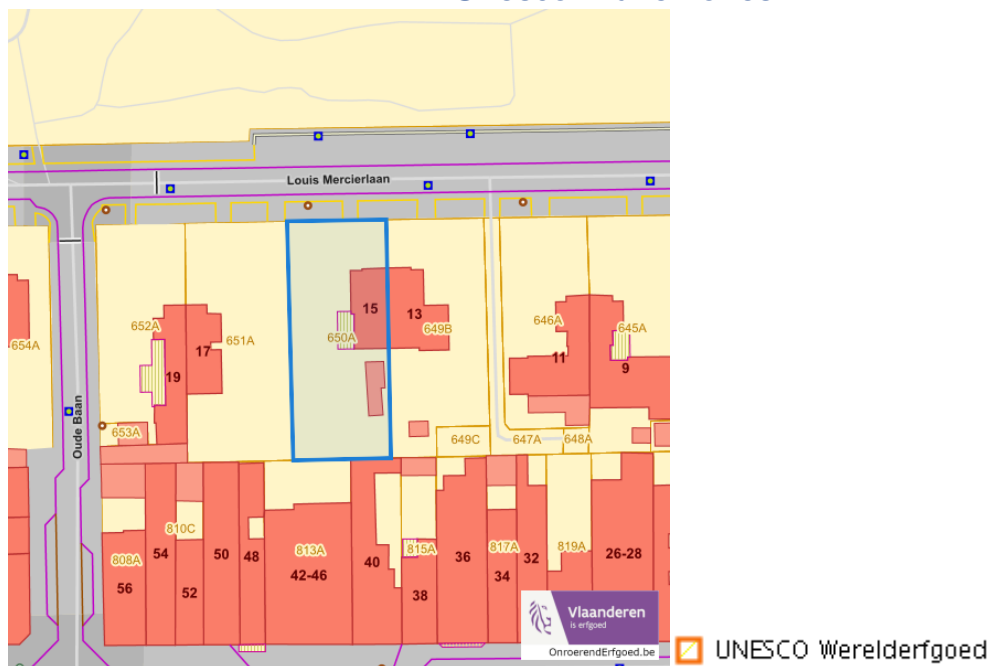 Louis Mercierlaan
Oude Baan
654A
652A
651A
650A
649B
646A
645A
15
13
17
19
11
9
653A
649C
647A
648A
808A
810C
813A
815A
817A
819A
56
54
52
50
48
42-46
40
38
36
34
32
26-28
Vlaanderen
is erfgoed
OnroerendErfgoed.be
UNESCO Werelderfgoed